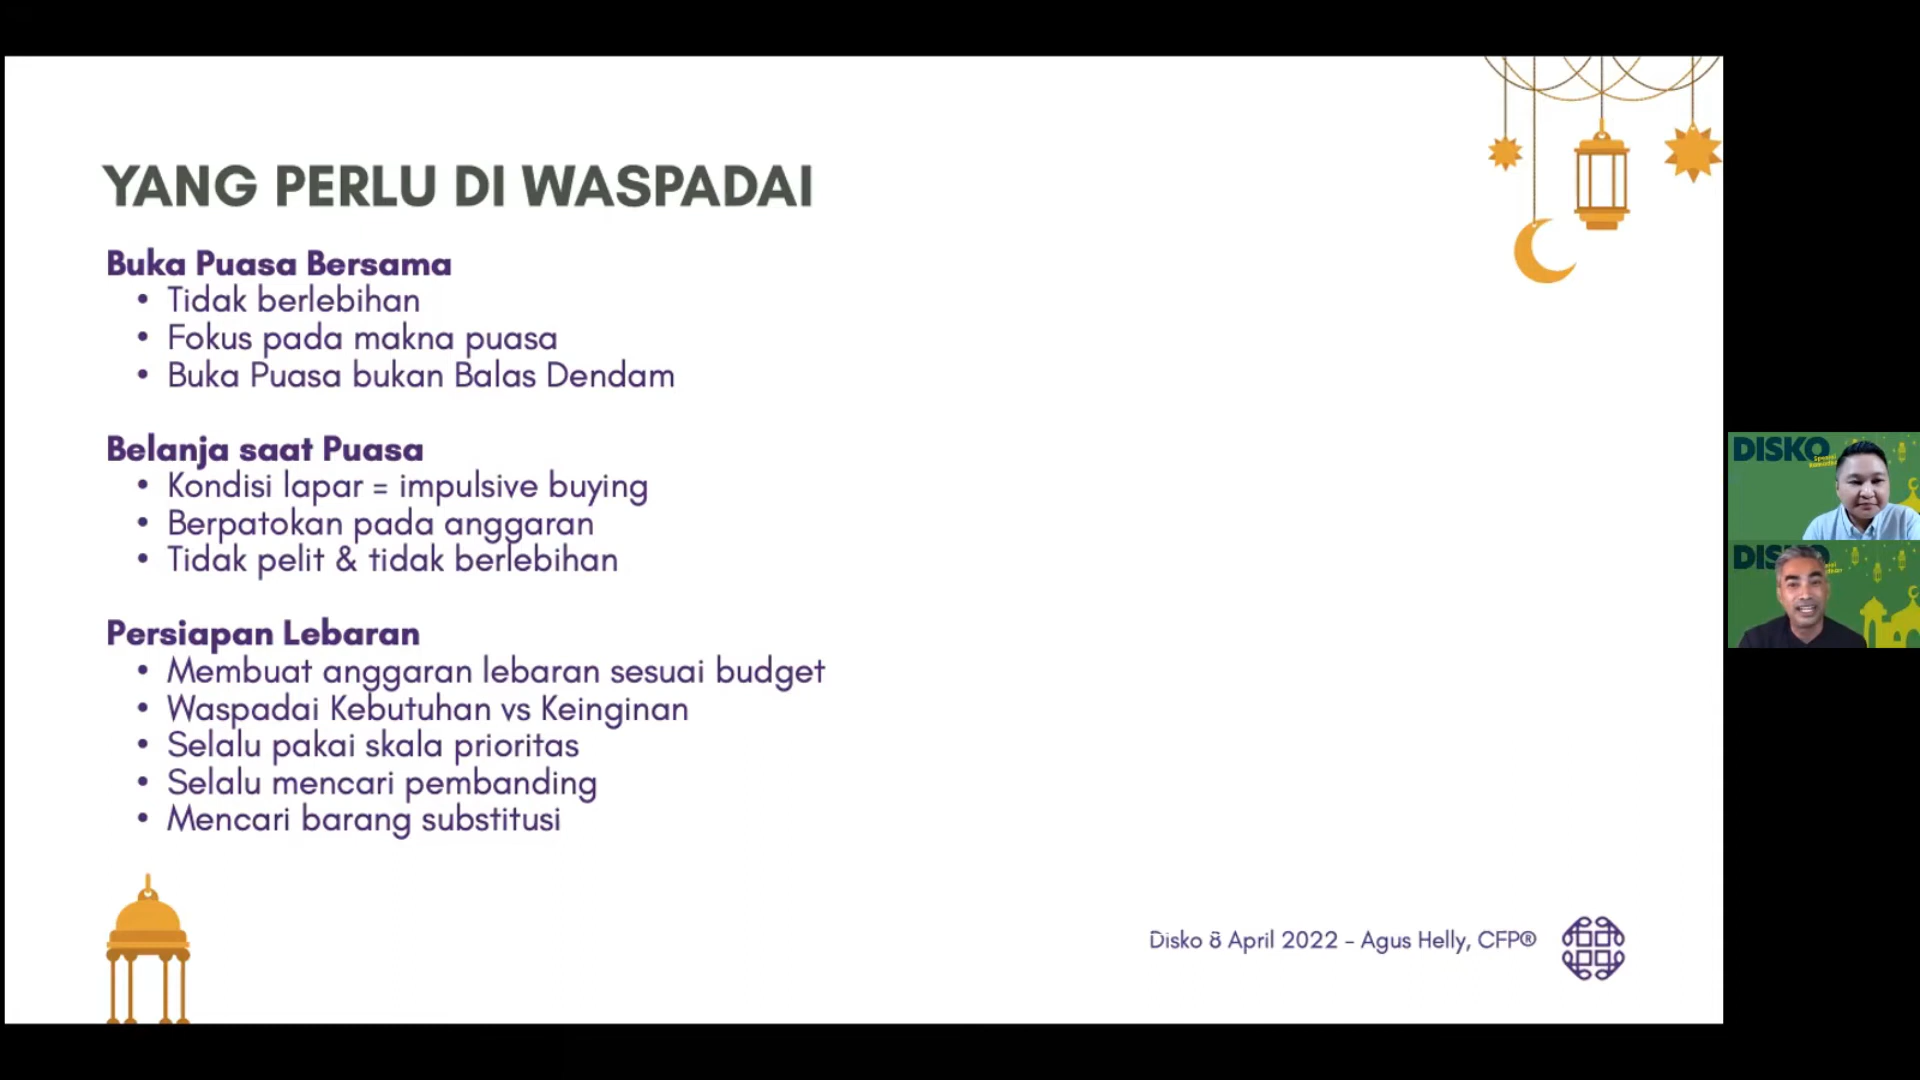 YANG PERLU DI WASPADAI
Buka Puasa Bersama
• Tidak berlebihan
• Fokus pada makna puasa
• Buka Puasa bukan Balas Dendam
Belanja saat Puasa
• Kondisi lapar = impulsive buying
• Berpatokan pada anggaran
• Tidak pelit & tidak berlebihan
Persiapan Lebaran
• Membuat anggaran lebaran sesuai budget
• Waspadai Kebutuhan vs Keinginan
• Selalu pakai skala prioritas
• Selalu mencari pembanding
• Mencari barang substitusi
Disko 8 April 2022 - Agus Helly, CFP®
DISKO